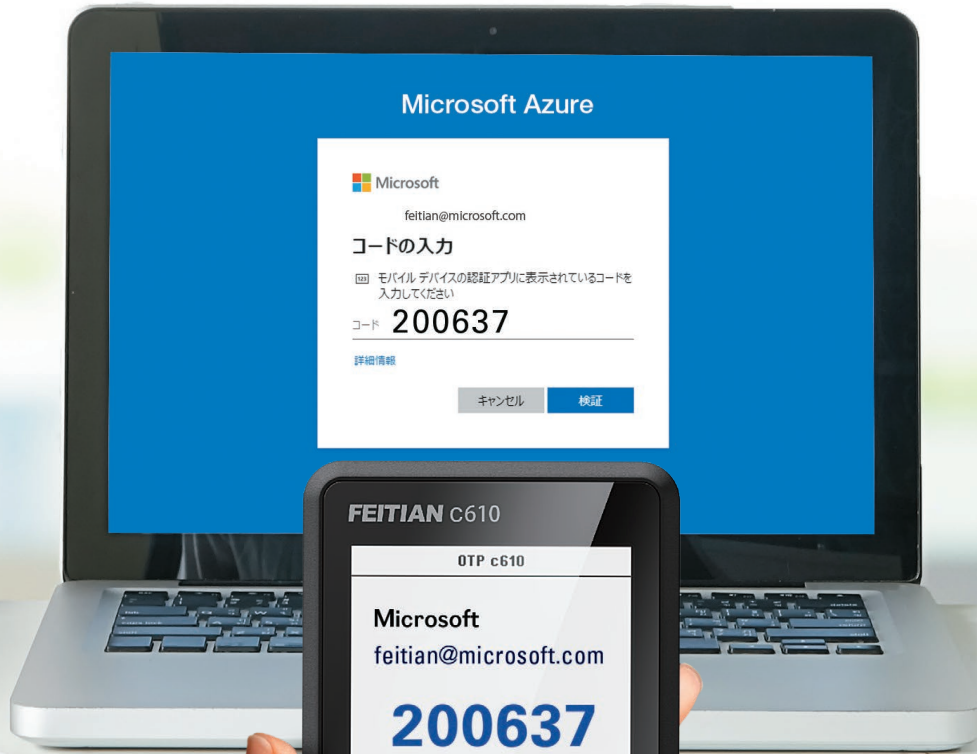 Microsoft Azure
Microsoft
feitian@microsoft.com
コードの入力
123 モバイル デバイスの認証アプリに表示されているコードを
入力してください
コード 200637
詳細情報
キャンセル 検証
FEITIAN C610
OTP c610
Microsoft
feitian@microsoft.com
200637